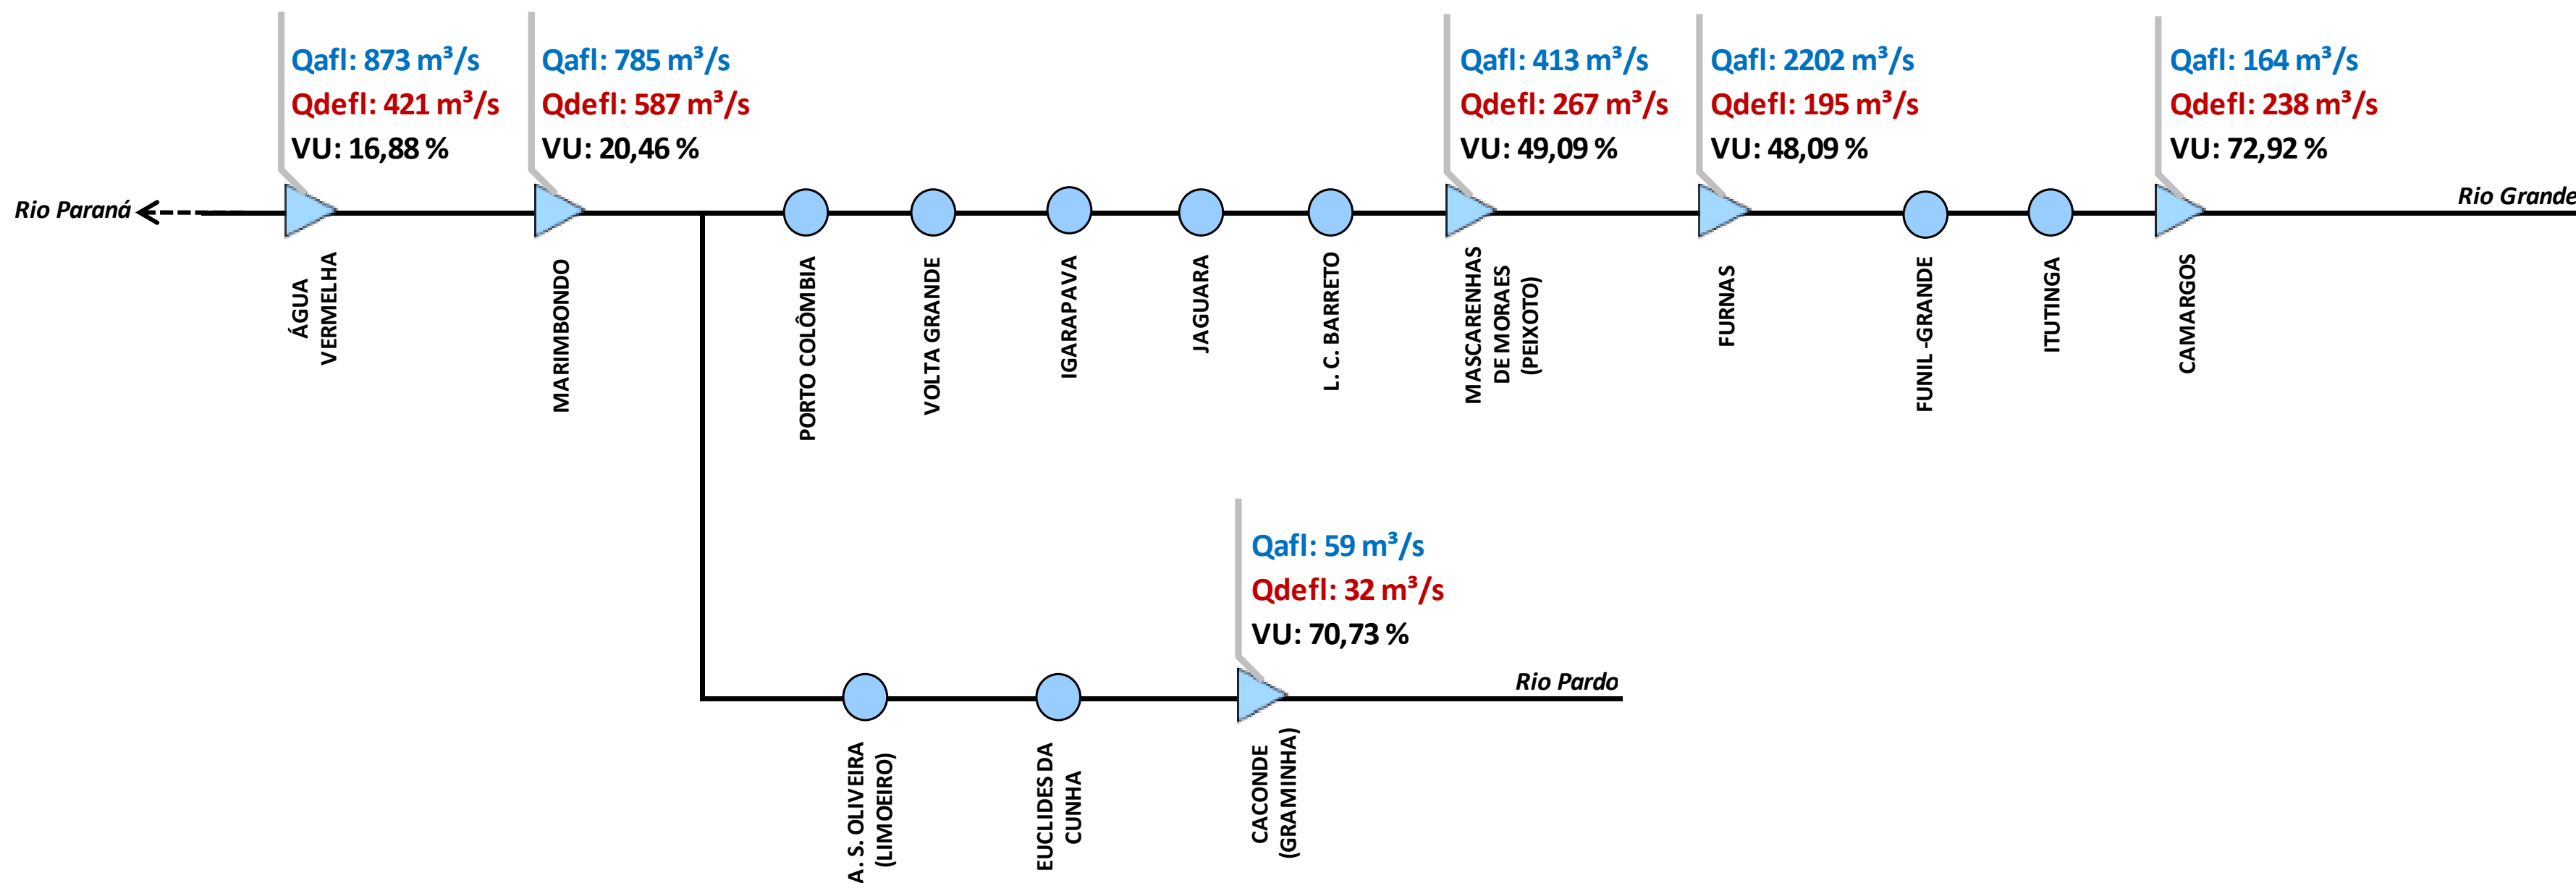 Qafl: 873 m³/s
Qdefl: 421 m³/s
VU: 16,88 %
Qafl: 785 m³/s
Qdefl: 587 m³/s
VU: 20,46 %
Qafl: 413 m³/s
Qdefl: 267 m³/s
VU: 49,09 %
Qafl: 2202 m³/s
Qdefl: 195 m³/s
VU: 48,09 %
Qafl: 164 m³/s
Qdefl: 238 m³/s
VU: 72,92 %
Rio Paraná
Rio Grande
ÁGUA
VERMELHA
MARIMBONDO
PORTO COLÔMBIA
VOLTA GRANDE
IGARAPAVA
JAGUARA
L. C. BARRETO
MASCARENHAS
DE MORAES
(PEIXOTO)
FURNAS
FUNIL -GRANDE
ITUTINGA
CAMARGOS
Qafl: 59 m³/s
Qdefl: 32 m³/s
VU: 70,73 %
Rio Pardo
A. S. OLIVEIRA
(LIMOEIRO)
EUCLIDES DA
CUNHA
CACONDE
(GRAMINHA)